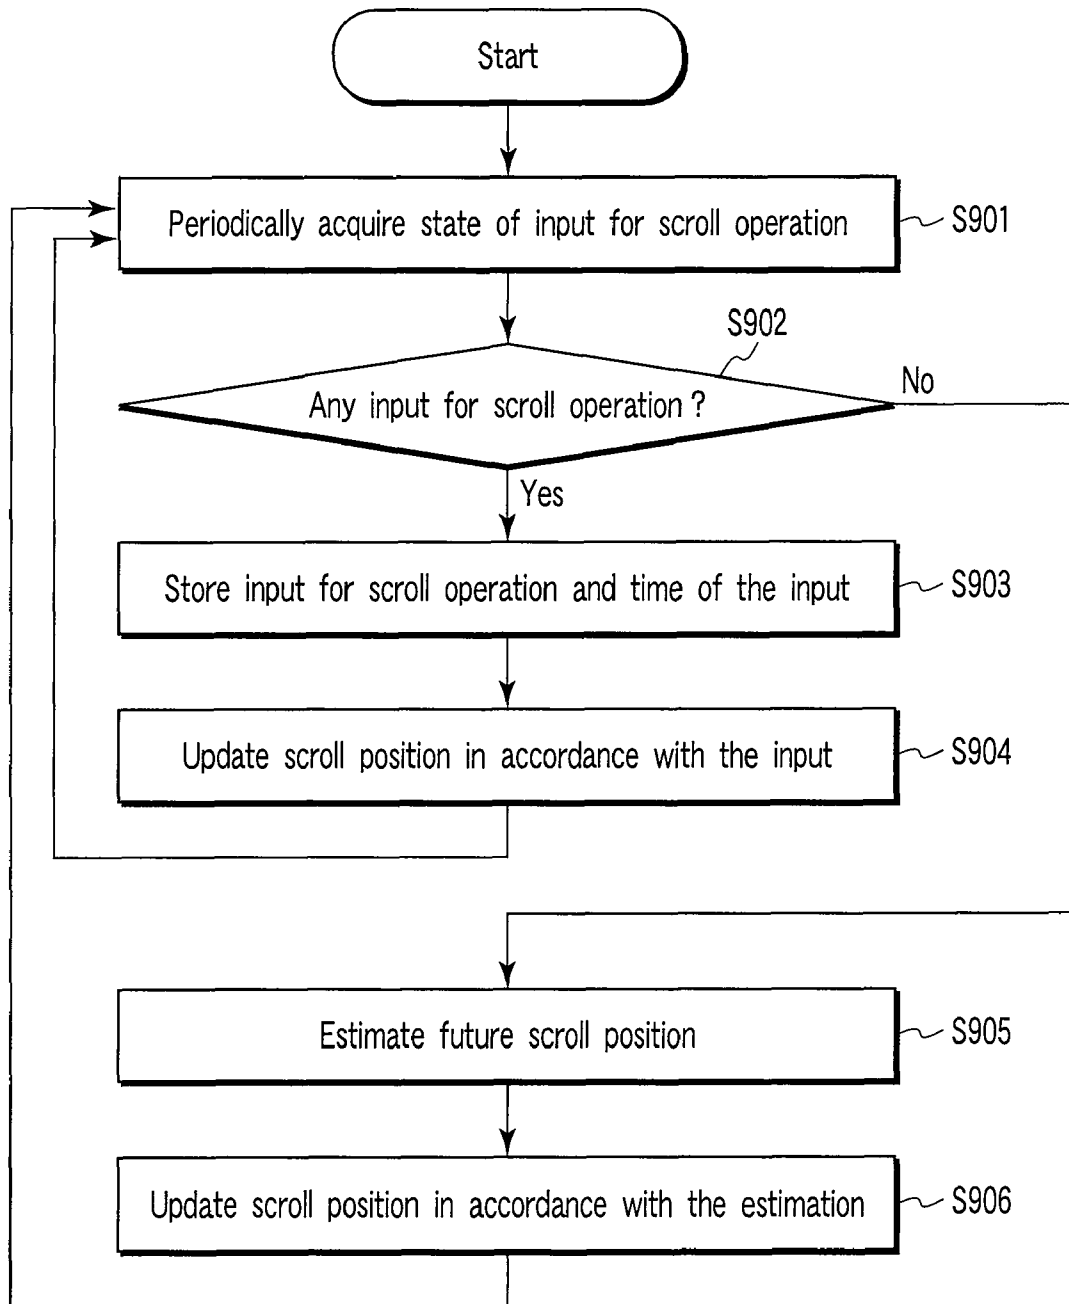 Start
Periodically acquire state of input for scroll operation
S901
S902
Any input for scroll operation?
No
Yes
Store input for scroll operation and time of the input
S903
Update scroll position in accordance with the input
S904
Estimate future scroll position
S905
Update scroll position in accordance with the estimation
S906